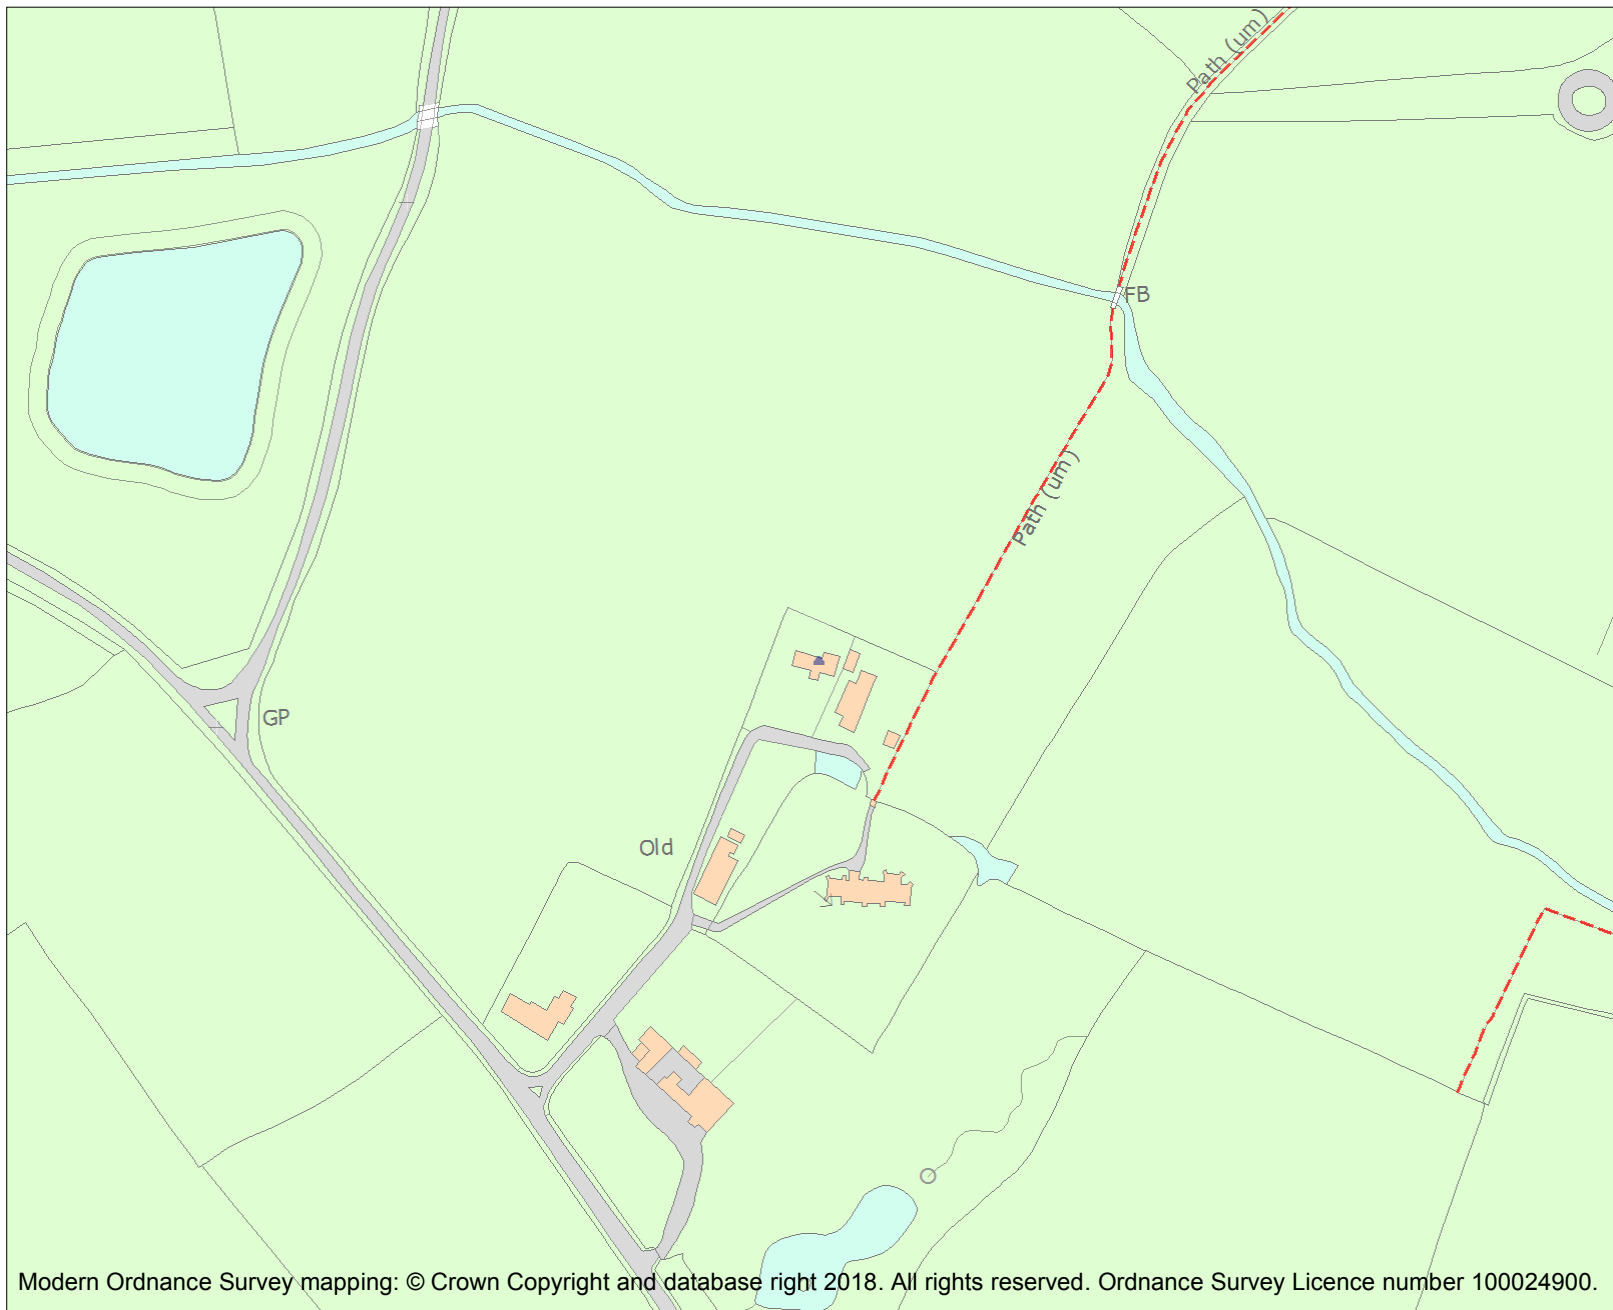 Path (um)
FB
Path (um)
GP
Old
Modern Ordnance Survey mapping: © Crown Copyright and database right 2018. All rights reserved. Ordnance Survey Licence number 100024900.